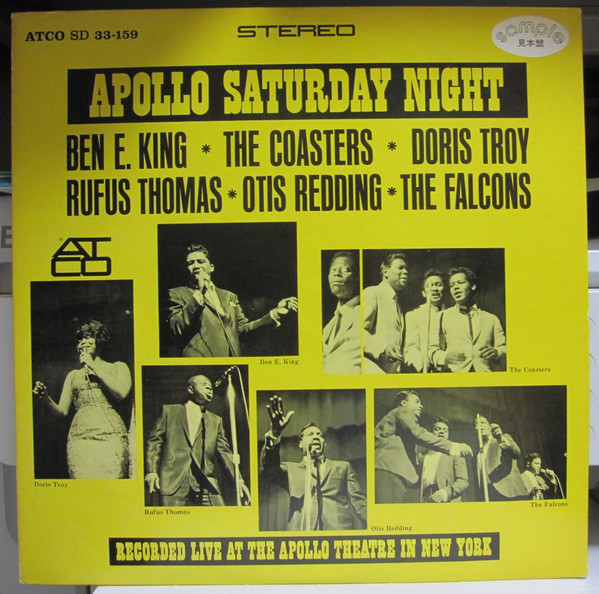 ATCO SD 33-159
STEREO
sample
見本盤
APOLLO SATURDAY NIGHT
BEN E. KING * THE COASTERS * DORIS TROY
RUFUS THOMAS * OTIS REDDING * THE FALCONS
ATCO
Ben E. King
The Coasters
Doris Troy
Rufus Thomas
Otis Redding
The Falcons
RECORDED LIVE AT THE APOLLO THEATRE IN NEW YORK